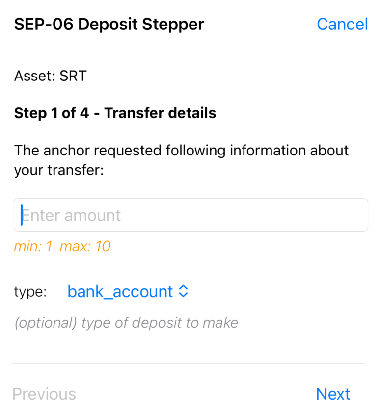 SEP-06 Deposit Stepper Cancel
Asset: SRT
Step 1 of 4 - Transfer details
The anchor requested following information about
your transfer:
Enter amount
min: 1 max: 10
type: bank_account
(optional) type of deposit to make
Previous Next